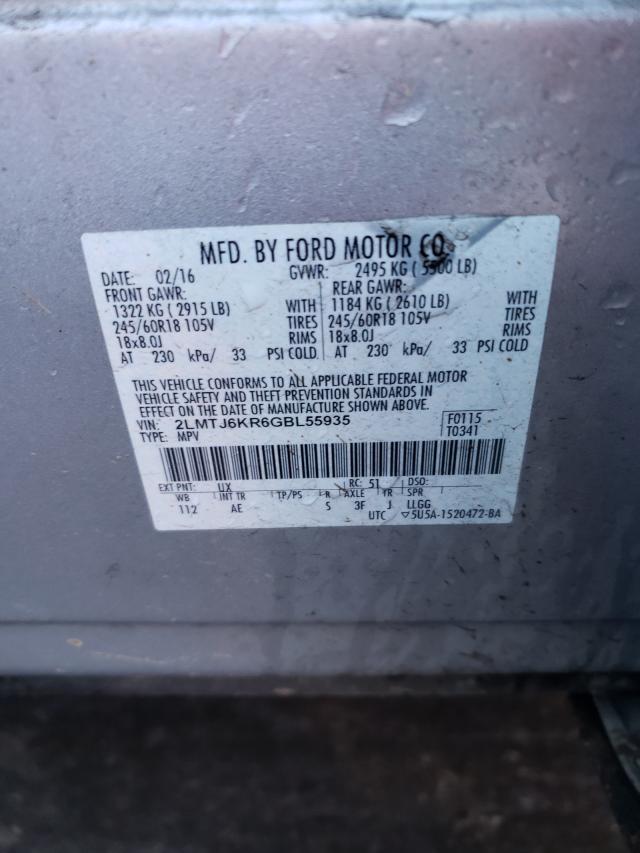 MFD. BY FORD MOTOR CO.
DATE: 02/16 GVWR: 2495 KG ( 5500 LB)
FRONT GAWR: REAR GAWR:
1322 KG ( 2915 LB) WITH 1184 KG ( 2610 LB) WITH
245/60R18 105V TIRES 245/60R18 105V TIRES
18x8.0J RIMS 18x8.0J RIMS
AT 230 kPa/ 33 PSI COLD AT 230 kPa/ 33 PSI COLD
THIS VEHICLE CONFORMS TO ALL APPLICABLE FEDERAL MOTOR
VEHICLE SAFETY AND THEFT PREVENTION STANDARDS IN
EFFECT ON THE DATE OF MANUFACTURE SHOWN ABOVE.
VIN: 2LMTJ6KR6GBL55935 F0115
TYPE: MPV T0341
EXT PNT: UX RC: 51 DSO:
WB INT TR TP/PS R AXLE TR SPR
112 AE S 3F J LLGG
UTC ▽5U5A-1520472-BA